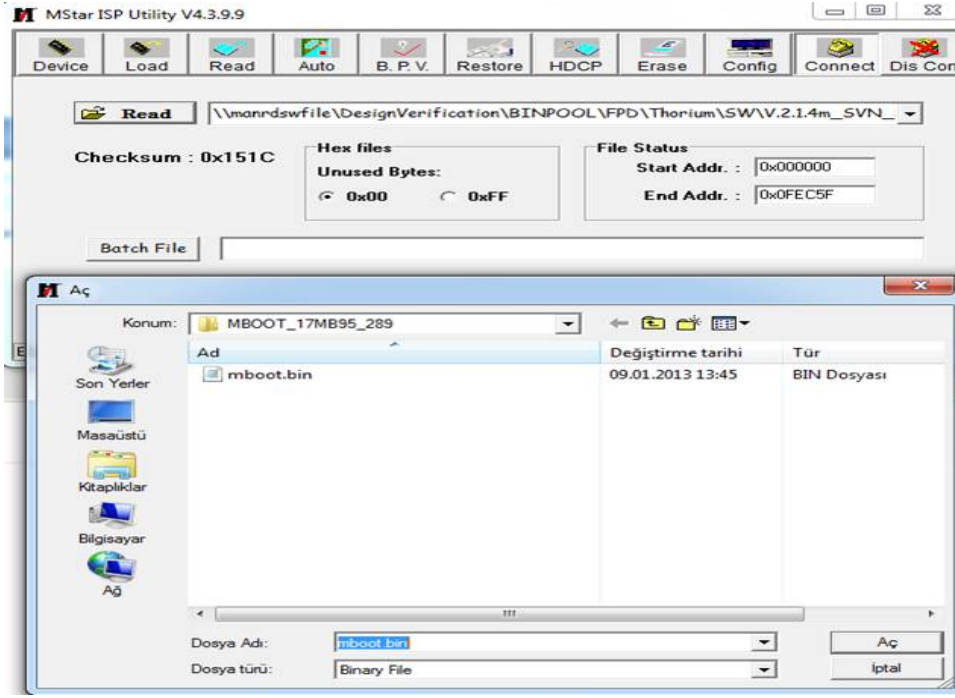 MStar ISP Utility V4.3.9.9
Device Load Read Auto B. P. V. Restore HDCP Erase Config Connect Dis Con
Read \\manrdswfile\DesignVerification\BINPOOL\FPD\Thorium\SW\V.2.1.4m_SVN_
Checksum : 0x151C
Hex files
Unused Bytes:
0x00 0xFF
File Status
Start Addr. : 0x000000
End Addr. : 0x0FEC5F
Batch File
Aç
Konum: MBOOT_17MB95_289
Ad Değiştirme tarihi Tür
mboot.bin 09.01.2013 13:45 BIN Dosyası
Son Yerler
Masaüstü
Kitaplıklar
Bilgisayar
Ağ
Dosya Adı: mboot.bin Aç
Dosya türü: Binary File İptal